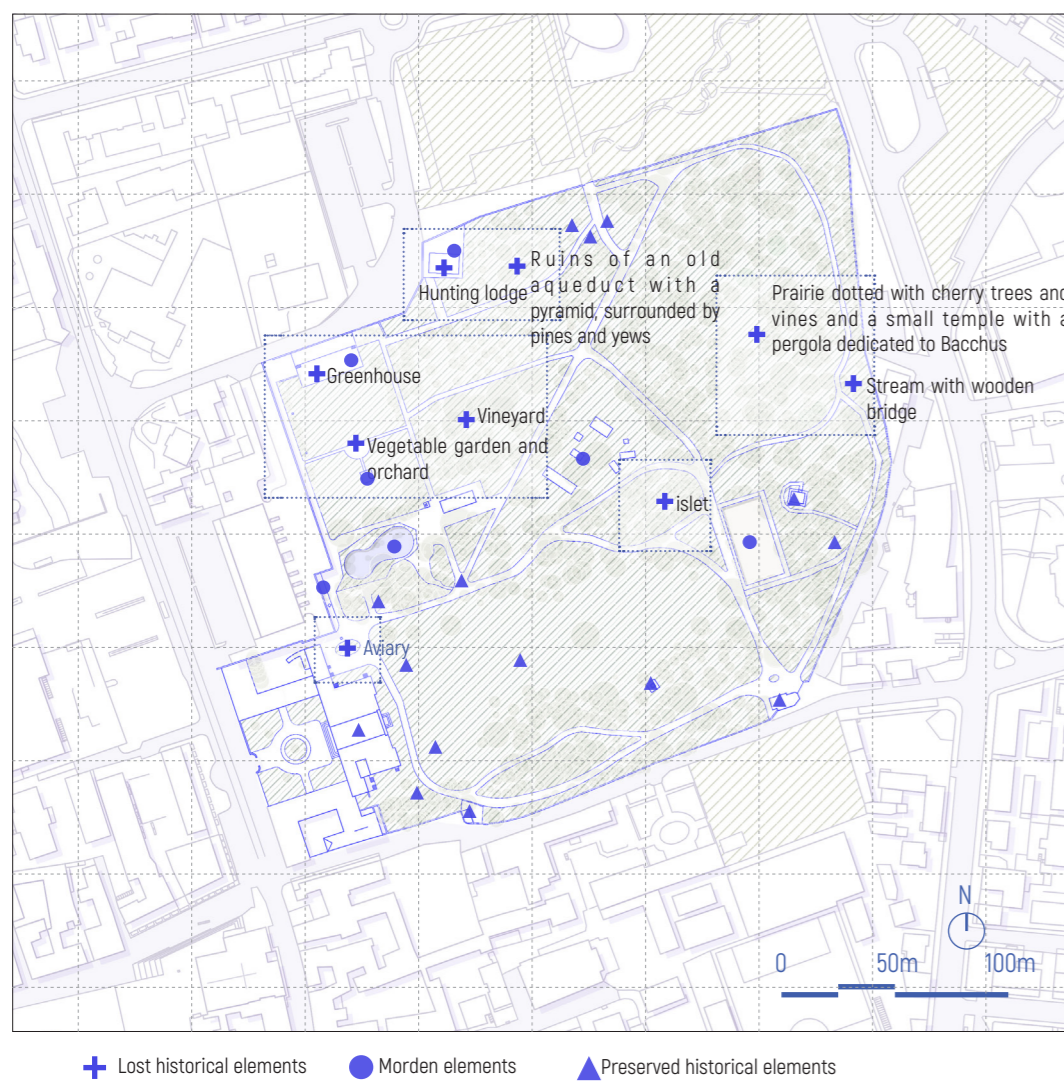 Ruins of an old
aqueduct with a
pyramid, surrounded by
pines and yews
Hunting lodge
Prairie dotted with cherry trees and
vines and a small temple with a
pergola dedicated to Bacchus
Stream with wooden
bridge
Greenhouse
Vineyard
Vegetable garden and
orchard
islet
Aviary
N
0 50m 100m
Lost historical elements Morden elements Preserved historical elements